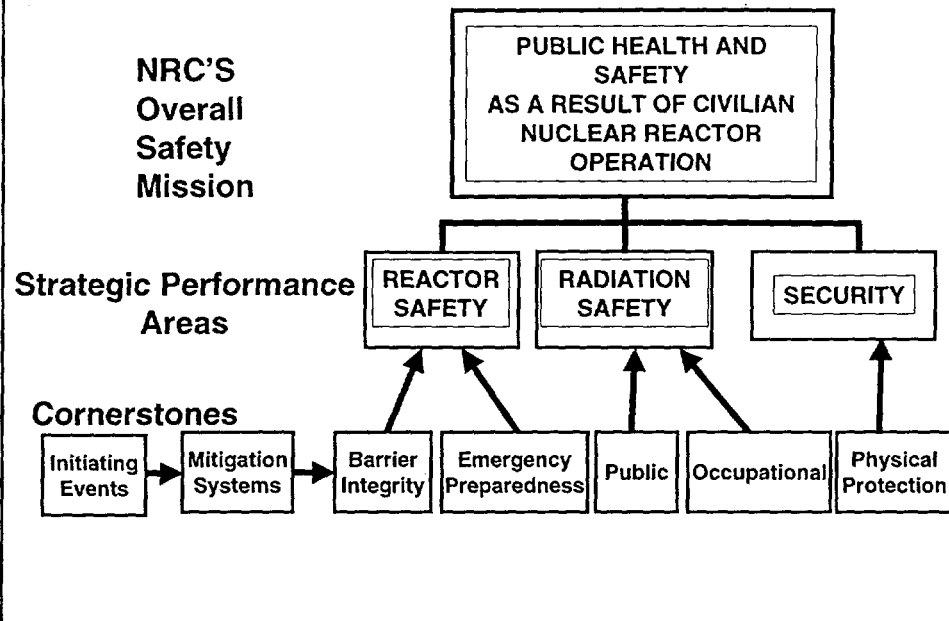 NRC'S
Overall
Safety
Mission
PUBLIC HEALTH AND
SAFETY
AS A RESULT OF CIVILIAN
NUCLEAR REACTOR
OPERATION
Strategic Performance
Areas
REACTOR
SAFETY
RADIATION
SAFETY
SECURITY
Cornerstones
Initiating
Events
Mitigation
Systems
Barrier
Integrity
Emergency
Preparedness
Public
Occupational
Physical
Protection